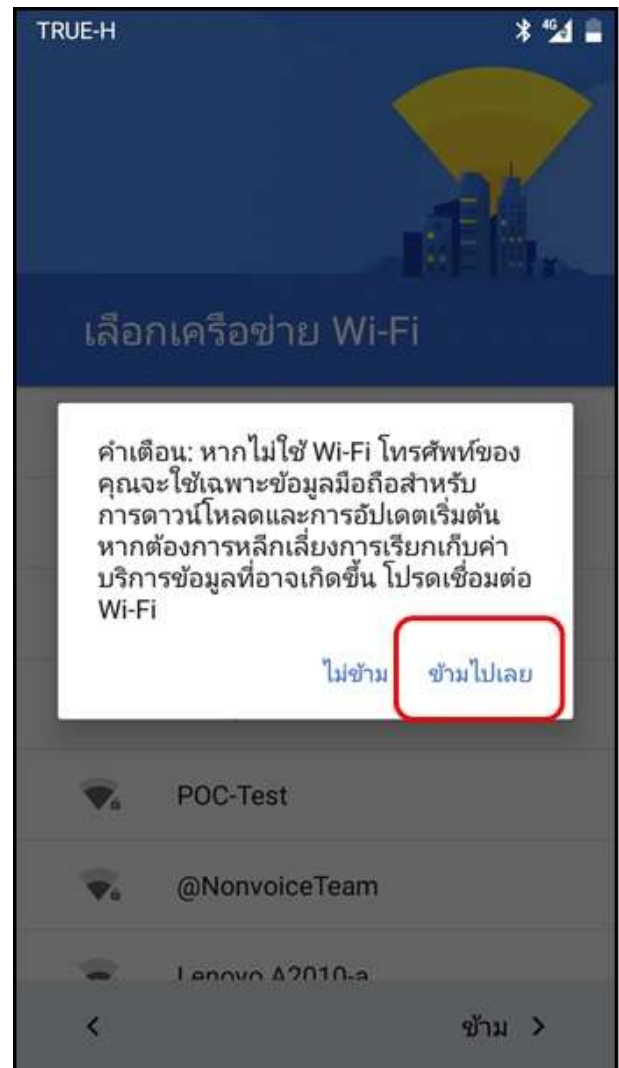 TRUE-H
4G
เลือกเครือข่าย Wi-Fi
คำเตือน: หากไม่ใช้ Wi-Fi โทรศัพท์ของ
คุณจะใช้เฉพาะข้อมูลมือถือสำหรับ
การดาวน์โหลดและการอัปเดตเริ่มต้น
หากต้องการหลีกเลี่ยงการเรียกเก็บค่า
บริการข้อมูลที่อาจเกิดขึ้น โปรดเชื่อมต่อ
Wi-Fi
ไม่ข้าม ข้ามไปเลย
POC-Test
@NonvoiceTeam
Lenovo A2010-a
ข้าม